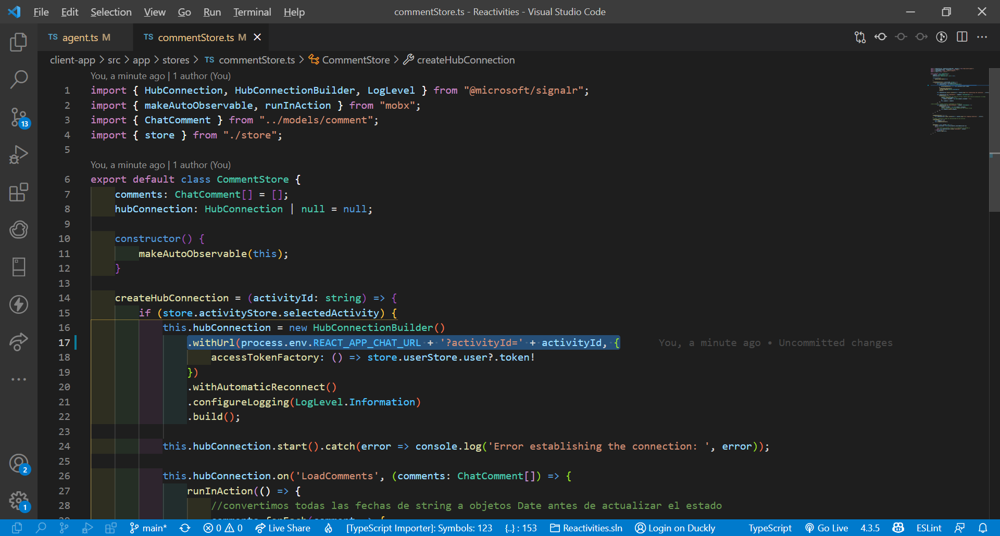 File Edit Selection View Go Run Terminal Help commentStore.ts - Reactivities - Visual Studio Code
TS agent.ts M TS commentStore.ts M
client-app > src > app > stores > TS commentStore.ts > CommentStore > createHubConnection
You, a minute ago | 1 author (You)
1 import { HubConnection, HubConnectionBuilder, LogLevel } from "@microsoft/signalr";
2 import { makeAutoObservable, runInAction } from "mobx";
3 import { ChatComment } from "../models/comment";
4 import { store } from "./store";
5
You, a minute ago | 1 author (You)
6 export default class CommentStore {
7 comments: ChatComment[] = [];
8 hubConnection: HubConnection | null = null;
9
10 constructor() {
11 makeAutoObservable(this);
12 }
13
14 createHubConnection = (activityId: string) => {
15 if (store.activityStore.selectedActivity) {
16 this.hubConnection = new HubConnectionBuilder()
17 .withUrl(process.env.REACT_APP_CHAT_URL + '?activityId=' + activityId, { You, a minute ago • Uncommitted changes
18 accessTokenFactory: () => store.userStore.user?.token!
19 })
20 .withAutomaticReconnect()
21 .configureLogging(LogLevel.Information)
22 .build();
23
24 this.hubConnection.start().catch(error => console.log('Error establishing the connection: ', error));
25
26 this.hubConnection.on('LoadComments', (comments: ChatComment[]) => {
27 runInAction(() => {
28 //convertimos todas las fechas de string a objetos Date antes de actualizar el estado
13
2
1
main* 0 0 Live Share [TypeScript Importer]: Symbols: 123 {..} : 153 Reactivities.sln Login on Duckly TypeScript Go Live 4.3.5 ESLint